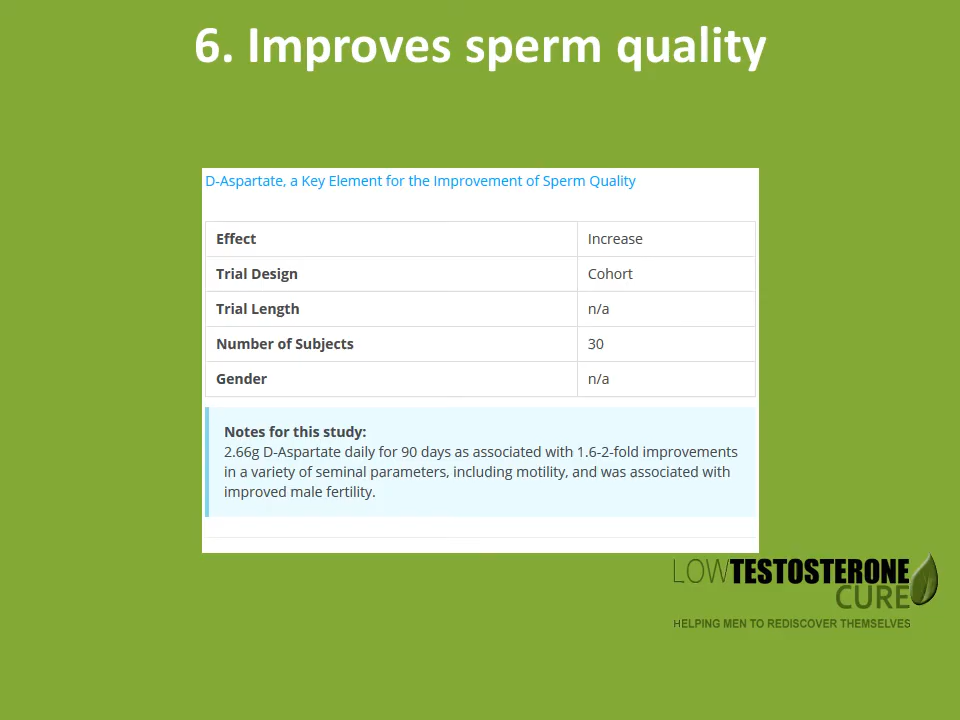 6. Improves sperm quality
D-Aspartate, a Key Element for the Improvement of Sperm Quality
Effect Increase
Trial Design Cohort
Trial Length n/a
Number of Subjects 30
Gender n/a
Notes for this study:
2.66g D-Aspartate daily for 90 days as associated with 1.6-2-fold improvements
in a variety of seminal parameters, including motility, and was associated with
improved male fertility.
LOWTESTOSTERONE
CURE
HELPING MEN TO REDISCOVER THEMSELVES